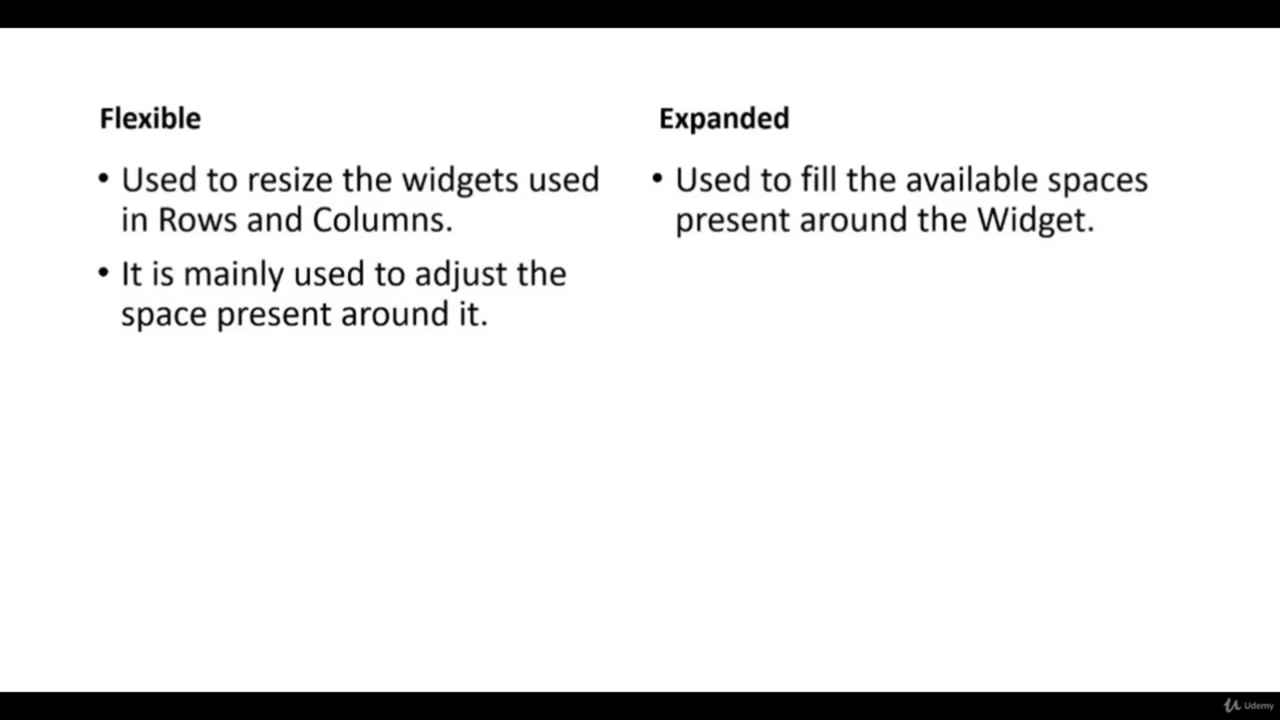 Flexible
• Used to resize the widgets used
in Rows and Columns.
• It is mainly used to adjust the
space present around it.
Expanded
• Used to fill the available spaces
present around the Widget.
Udemy